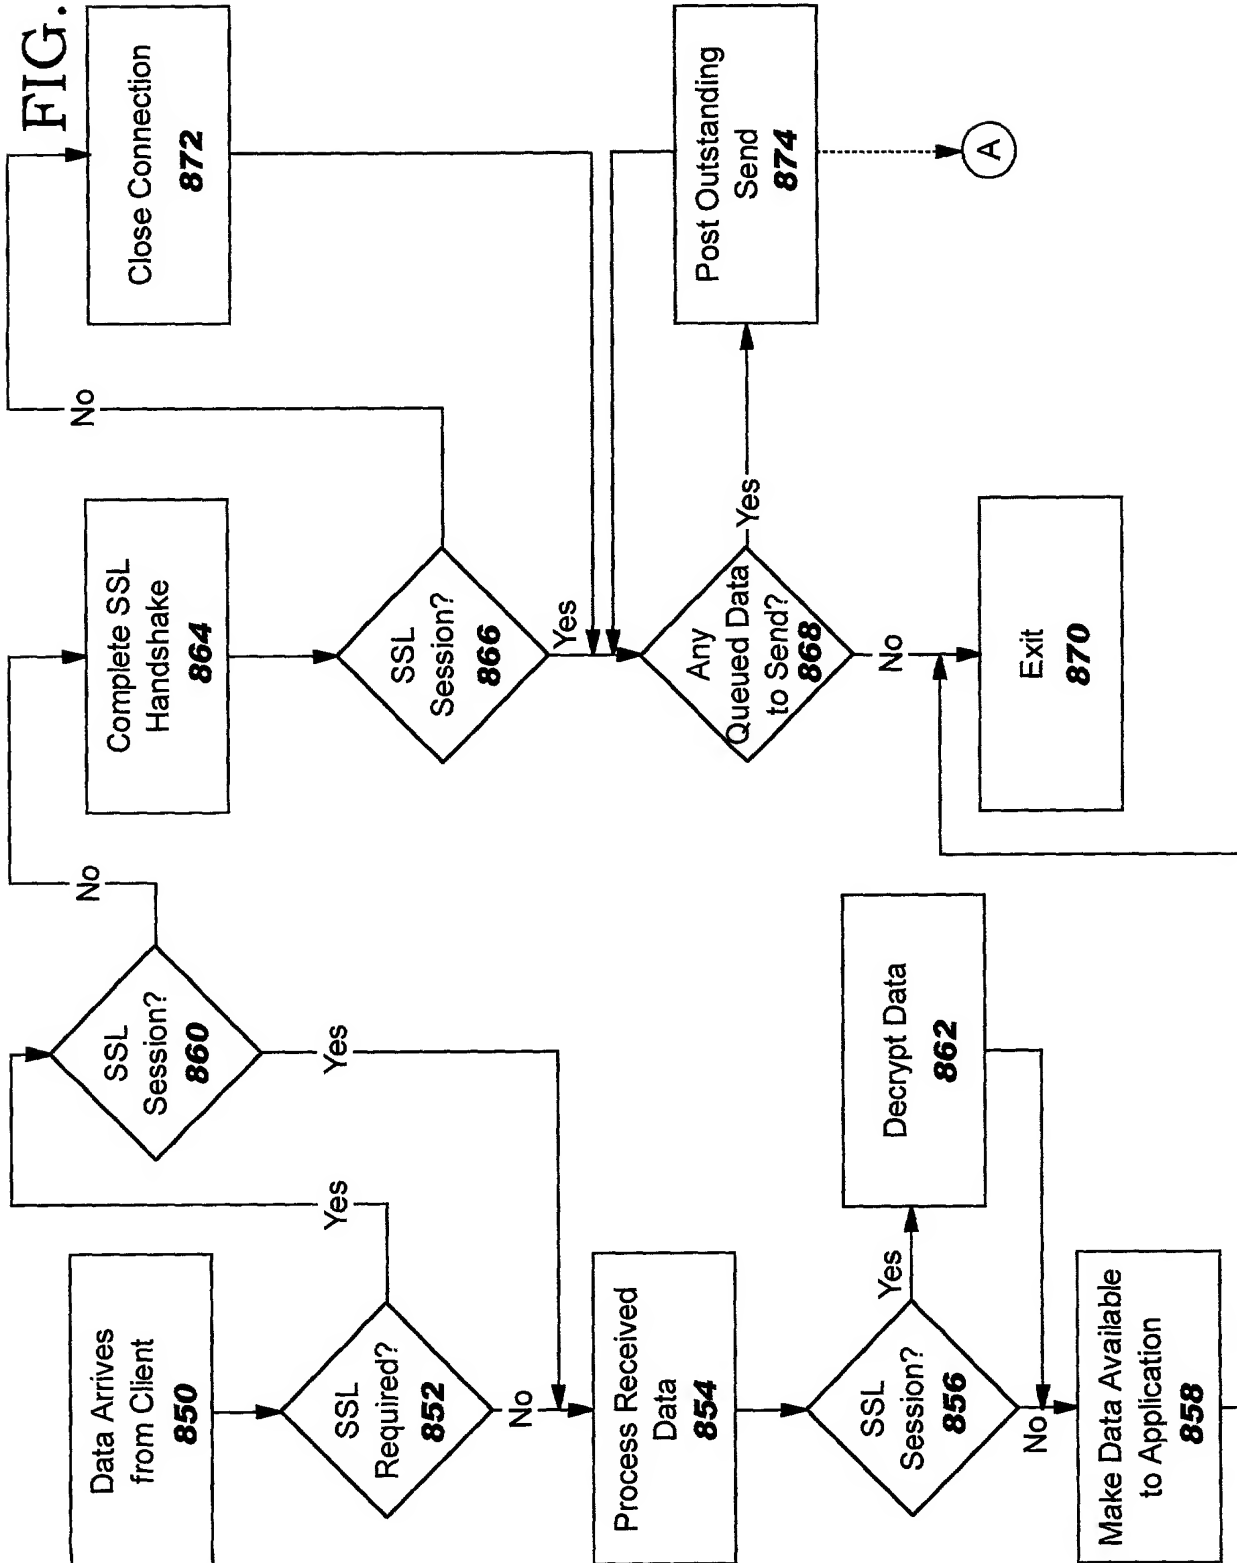 FIG.
Data Arrives
from Client
850
SSL
Required?
852
Yes
No
Process Received
Data
854
SSL
Session?
856
Yes
No
Make Data Available
to Application
858
SSL
Session?
860
No
Yes
Decrypt Data
862
Complete SSL
Handshake
864
SSL
Session?
866
No
Yes
Any
Queued Data
to Send?
868
Yes
No
Exit
870
Close Connection
872
Post Outstanding
Send
874
A